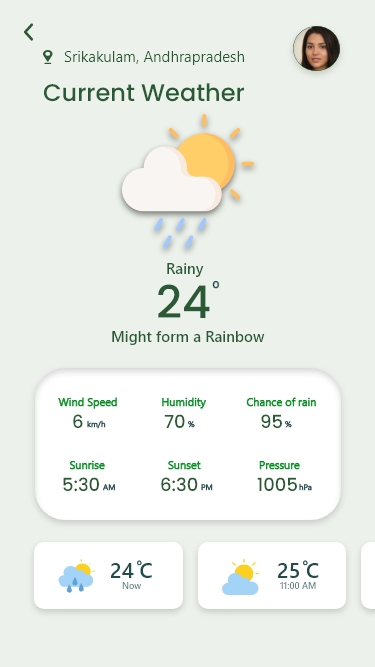 Srikakulam, Andhrapradesh
Current Weather
Rainy
24°
Might form a Rainbow
Wind Speed Humidity Chance of rain
6 km/h 70 % 95 %
Sunrise Sunset Pressure
5:30 AM 6:30 PM 1005 hPa
24°C 25°C
Now 11:00 AM